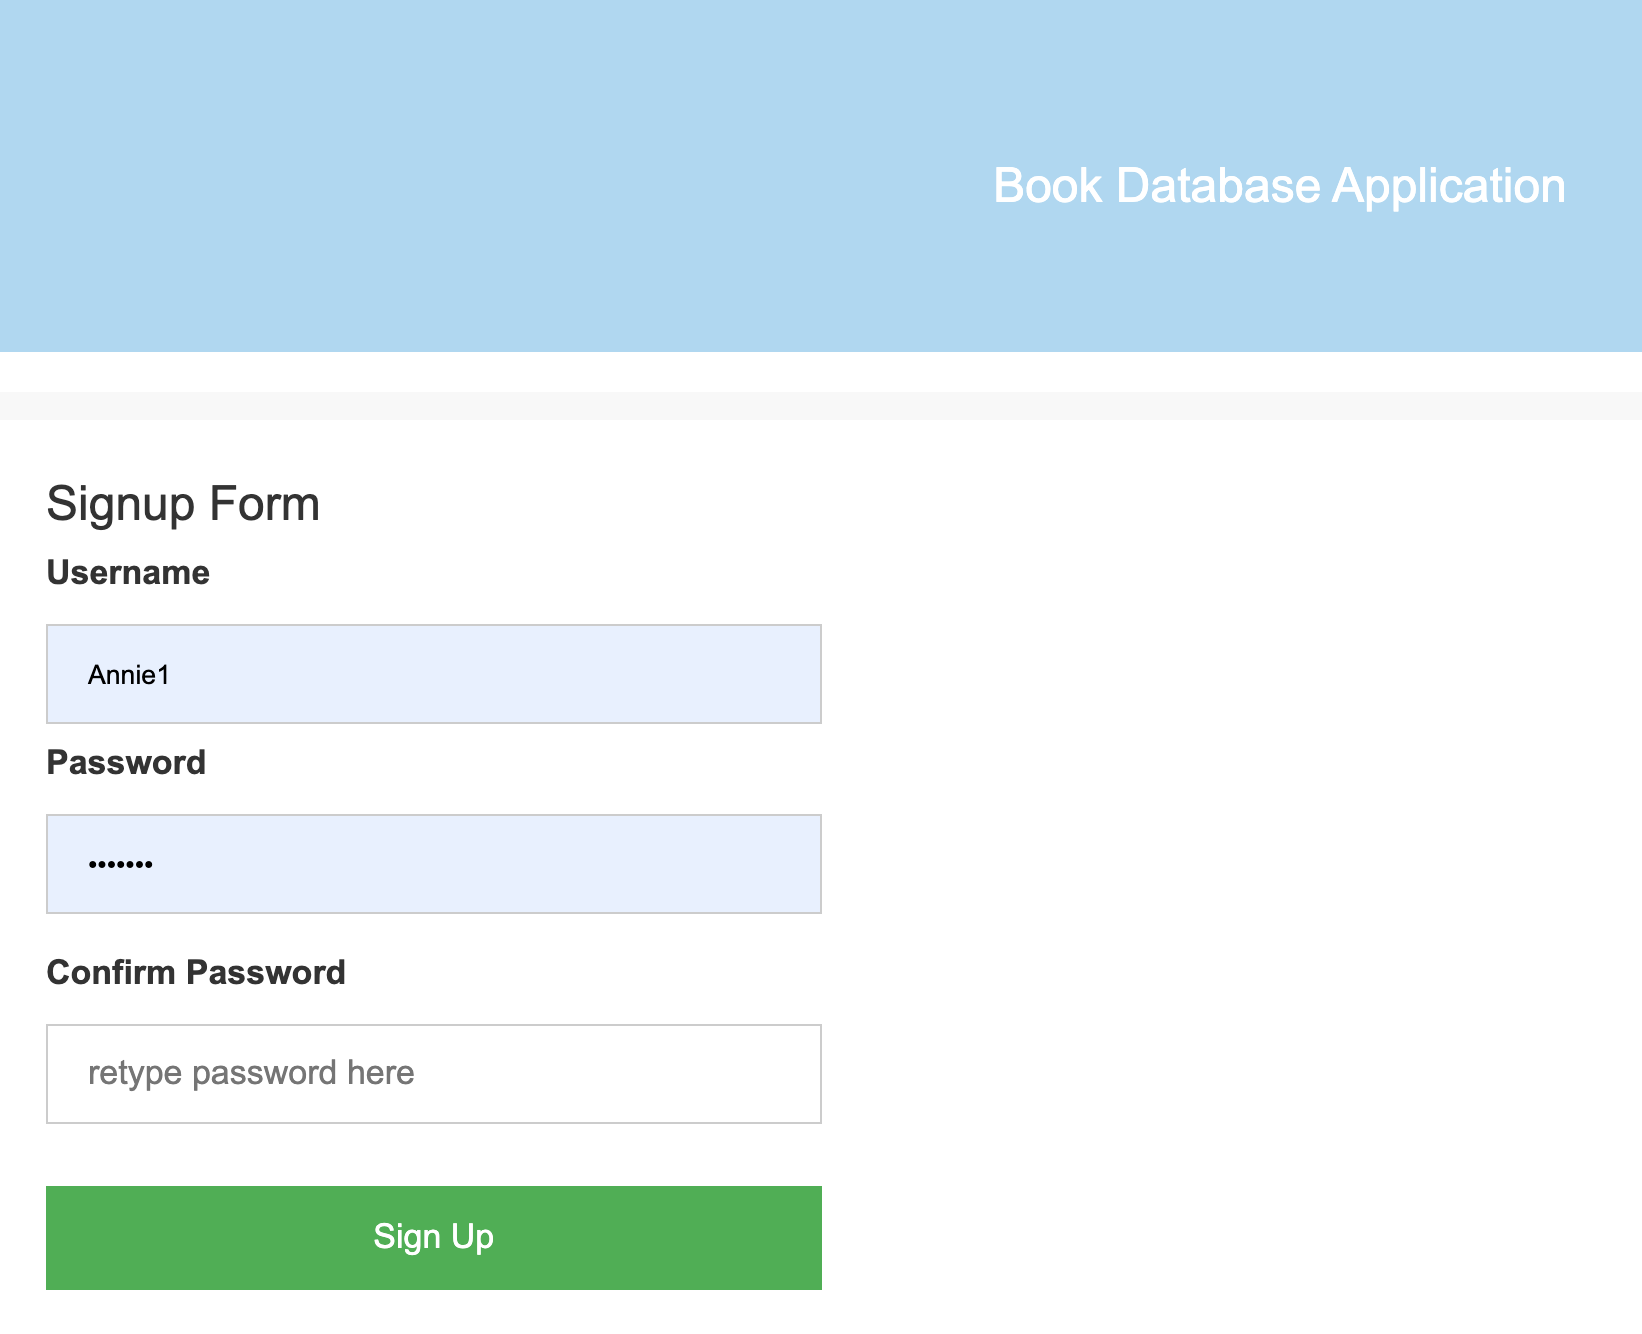 Book Database Application
Signup Form
Username
Annie1
Password
•••••••
Confirm Password
retype password here
Sign Up